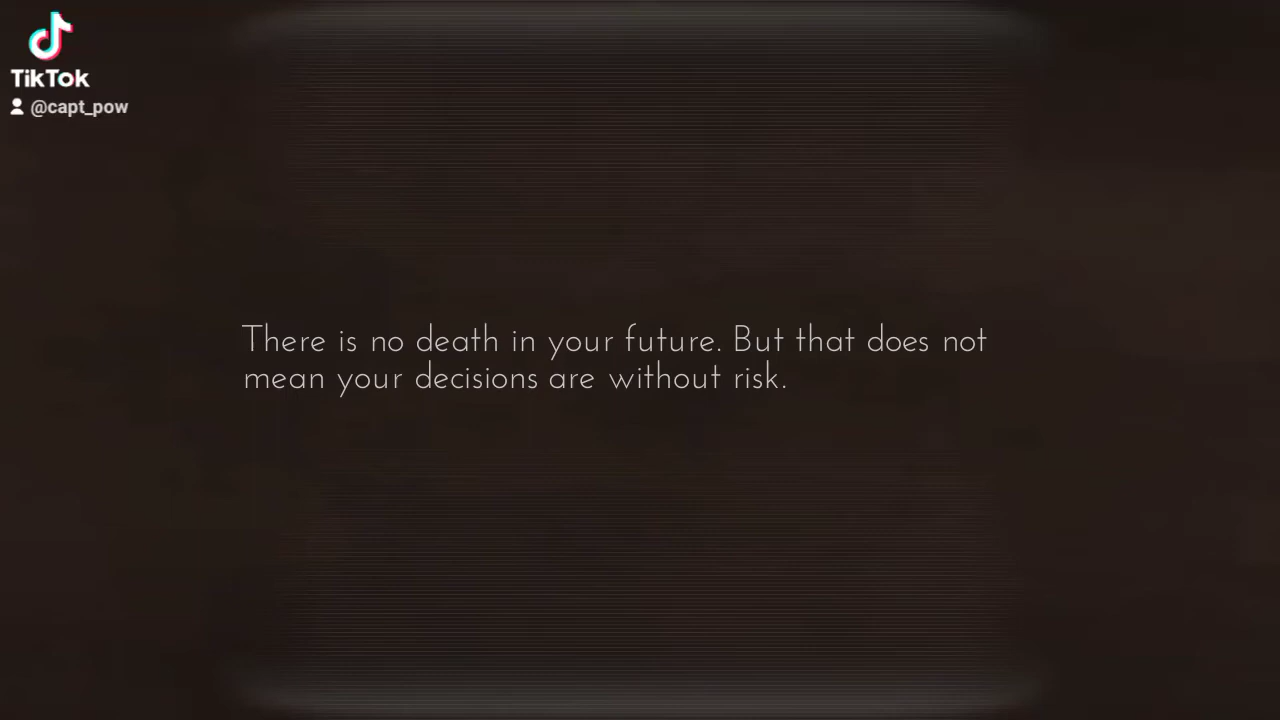 TikTok
@capt_pow
There is no death in your future. But that does not
mean your decisions are without risk.